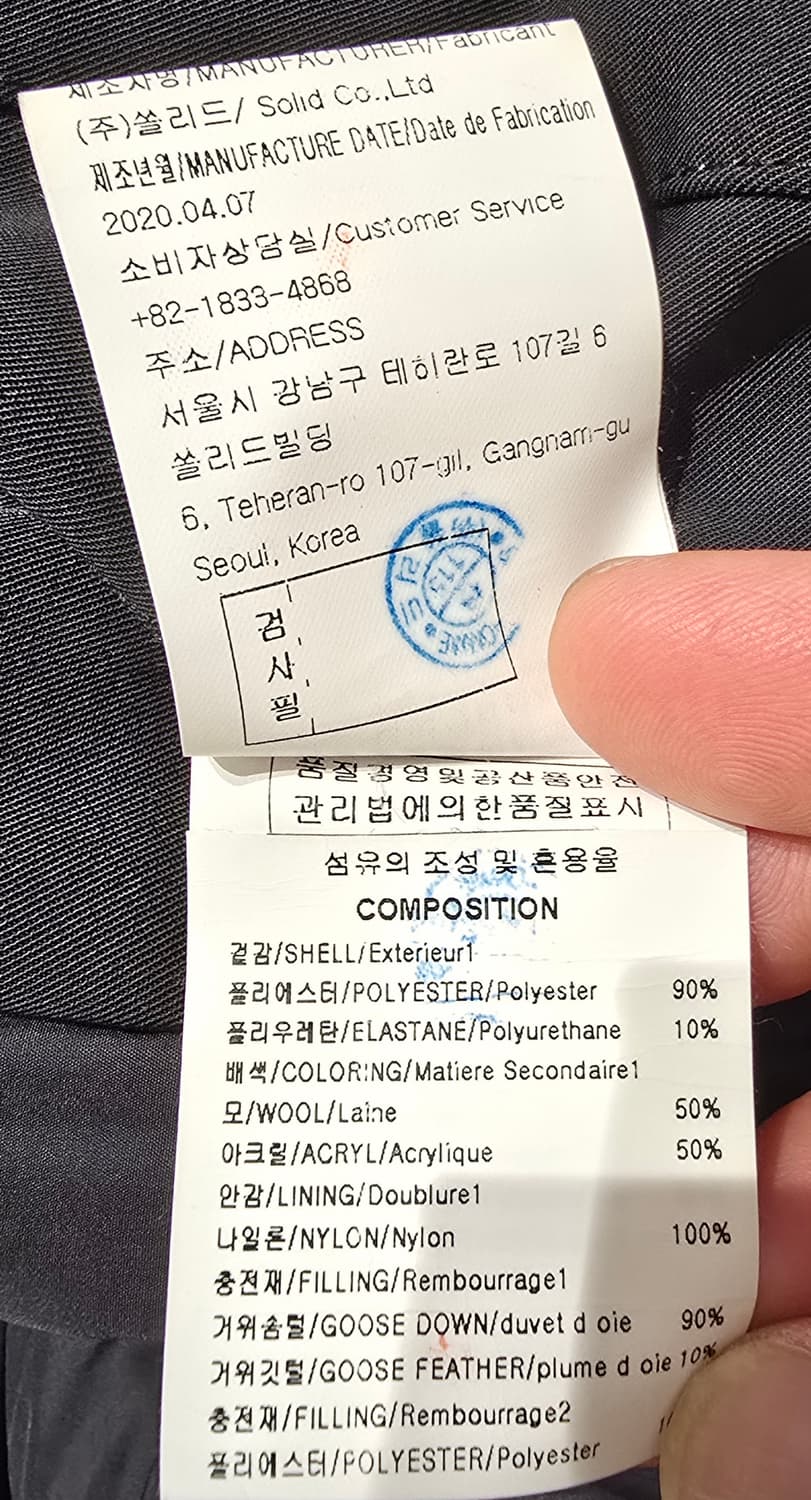 제조자명/MANUFACTURER/Fabricant
(주)쏠리드/ Solid Co.,Ltd
제조년월/MANUFACTURE DATE/Date de Fabrication
2020.04.07
소비자상담실/Customer Service
+82-1833-4868
주소/ADDRESS
서울시 강남구 테히란로 107길 6
쏠리드빌딩
6, Teheran-ro 107-gil, Gangnam-gu
Seoul, Korea
검
사
필
품질경영및공산품안전
관리법에의한품질표시
섬유의 조성 및 혼용율
COMPOSITION
겉감/SHELL/Exterieur1
폴리에스터/POLYESTER/Polyester 90%
폴리우레탄/ELASTANE/Polyurethane 10%
배색/COLORING/Matiere Secondaire1
모/WOOL/Laine 50%
아크릴/ACRYL/Acrylique 50%
안감/LINING/Doublure1
나일론/NYLON/Nylon 100%
충전재/FILLING/Rembourrage1
거위솜털/GOOSE DOWN/duvet d oie 90%
거위깃털/GOOSE FEATHER/plume d oie 10%
충전재/FILLING/Rembourrage2
폴리에스터/POLYESTER/Polyester